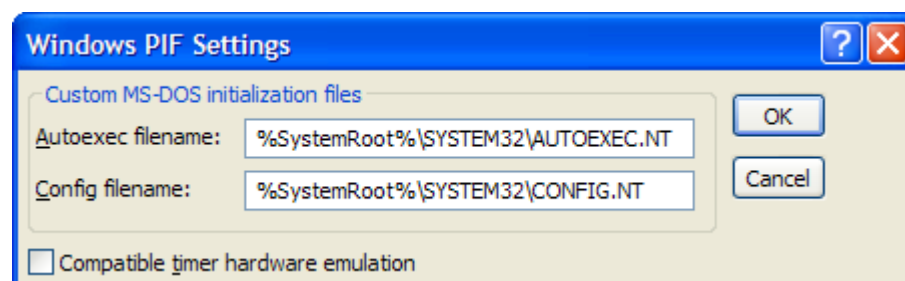 Windows PIF Settings
?
Custom MS-DOS initialization files
Autoexec filename: %SystemRoot%\SYSTEM32\AUTOEXEC.NT
OK
Config filename: %SystemRoot%\SYSTEM32\CONFIG.NT
Cancel
Compatible timer hardware emulation